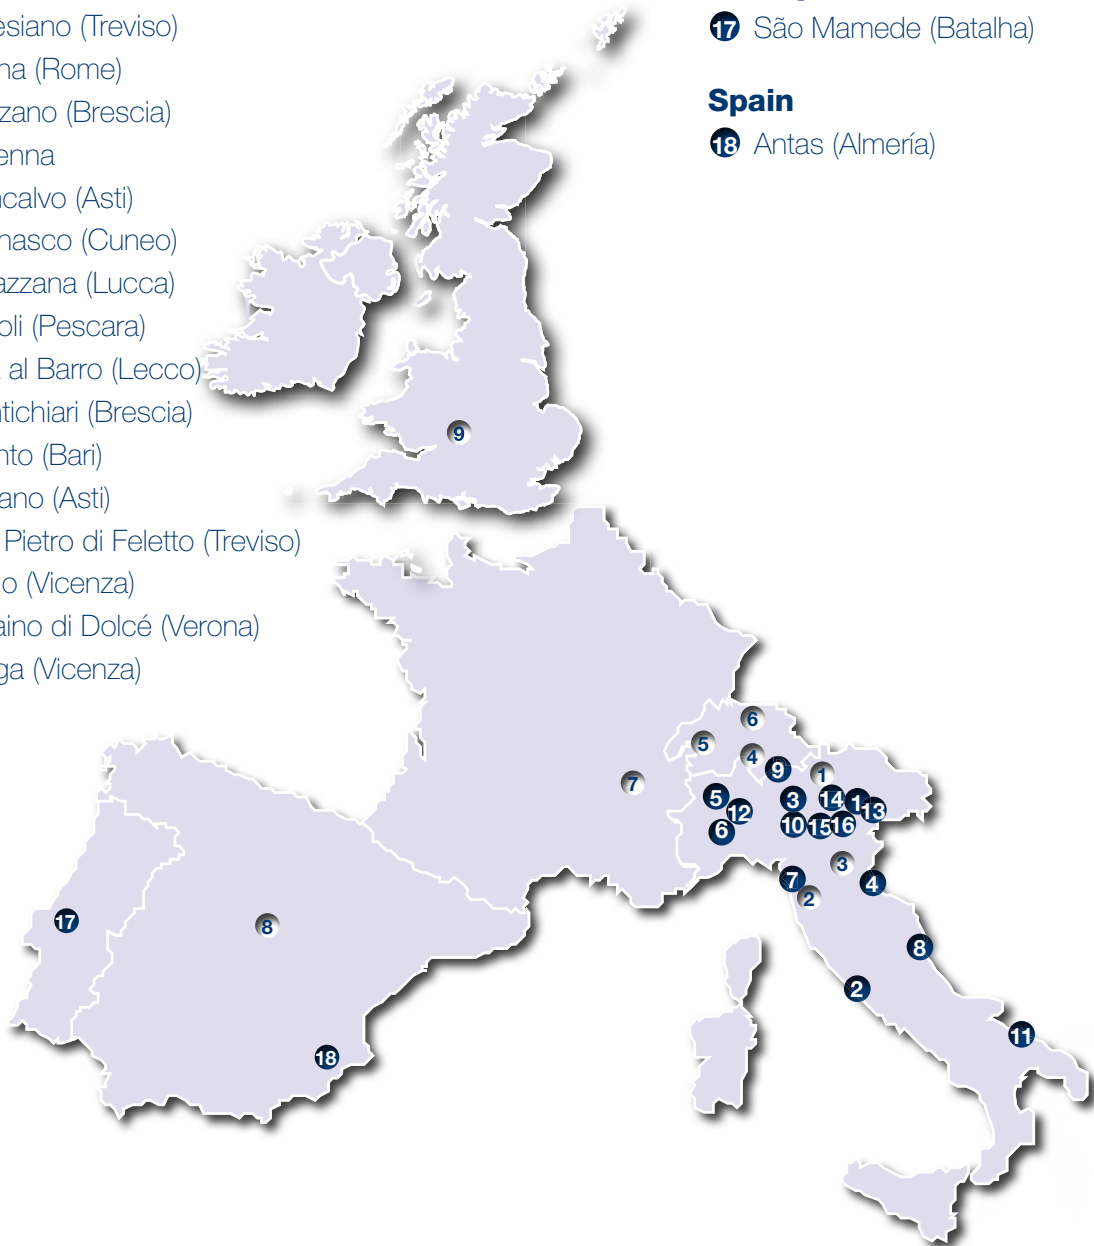 esiano (Treviso)
na (Rome)
zzano (Brescia)
enna
ncalvo (Asti)
nasco (Cuneo)
azzana (Lucca)
oli (Pescara)
al Barro (Lecco)
ntichiari (Brescia)
nto (Bari)
ano (Asti)
Pietro di Feletto (Treviso)
o (Vicenza)
aino di Dolcé (Verona)
ga (Vicenza)
17 São Mamede (Batalha)
Spain
18 Antas (Almería)
9
6
5
4
9
1
7
5
12
3
14
1
13
6
10
15
16
3
7
2
4
17
8
8
2
11
18